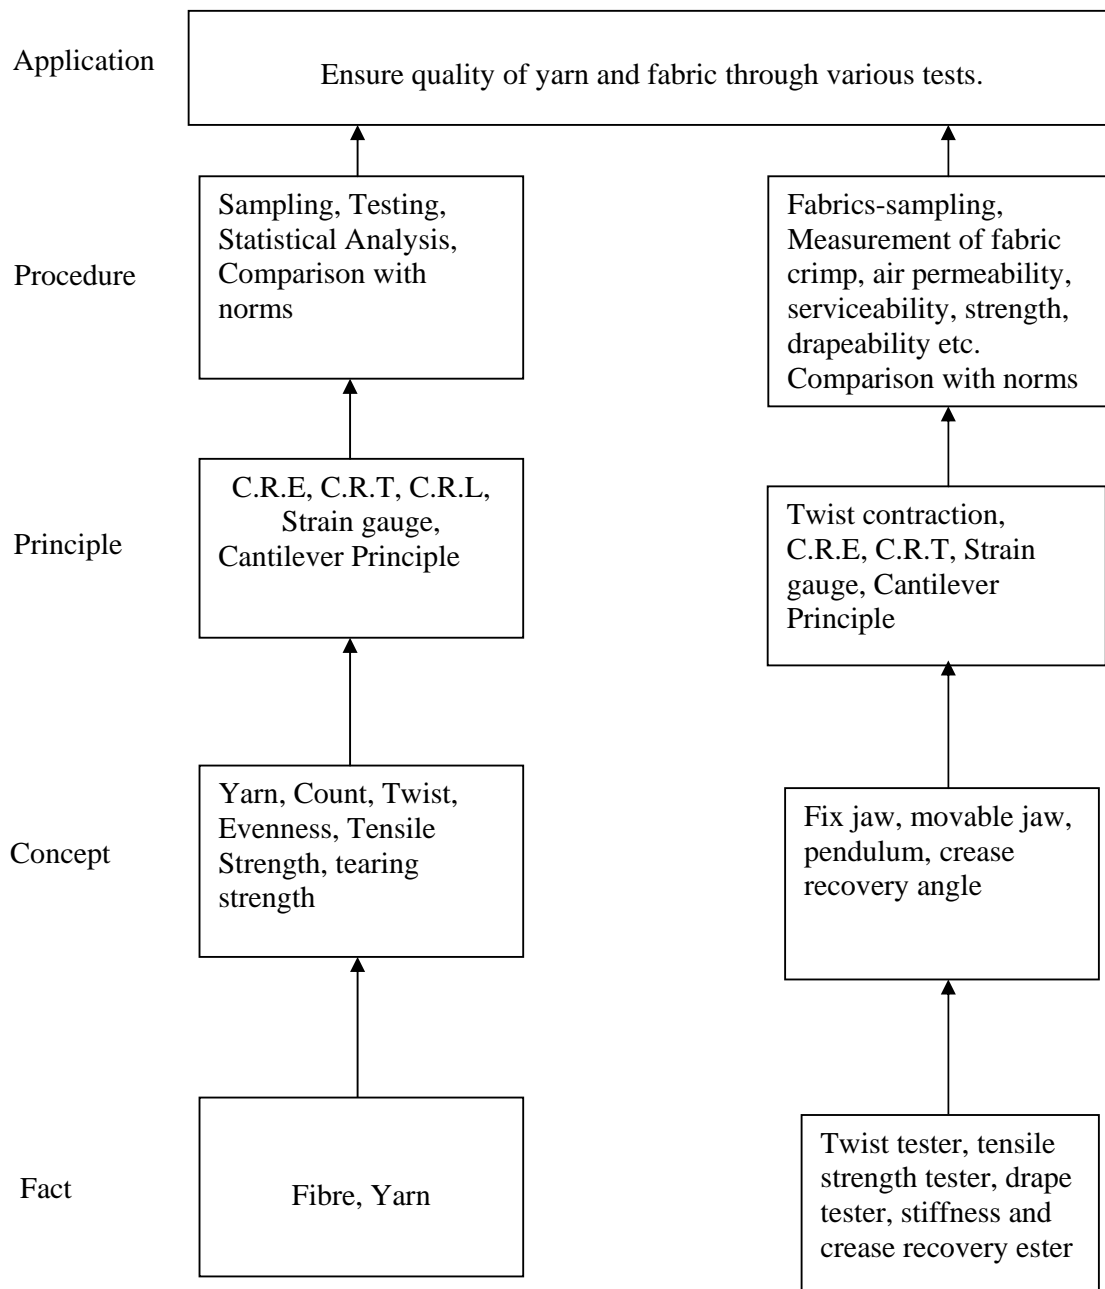 Application
Ensure quality of yarn and fabric through various tests.
Procedure
Sampling, Testing,
Statistical Analysis,
Comparison with
norms
Fabrics-sampling,
Measurement of fabric
crimp, air permeability,
serviceability, strength,
drapeability etc.
Comparison with norms
Principle
C.R.E, C.R.T, C.R.L,
Strain gauge,
Cantilever Principle
Twist contraction,
C.R.E, C.R.T, Strain
gauge, Cantilever
Principle
Concept
Yarn, Count, Twist,
Evenness, Tensile
Strength, tearing
strength
Fix jaw, movable jaw,
pendulum, crease
recovery angle
Fact
Fibre, Yarn
Twist tester, tensile
strength tester, drape
tester, stiffness and
crease recovery ester